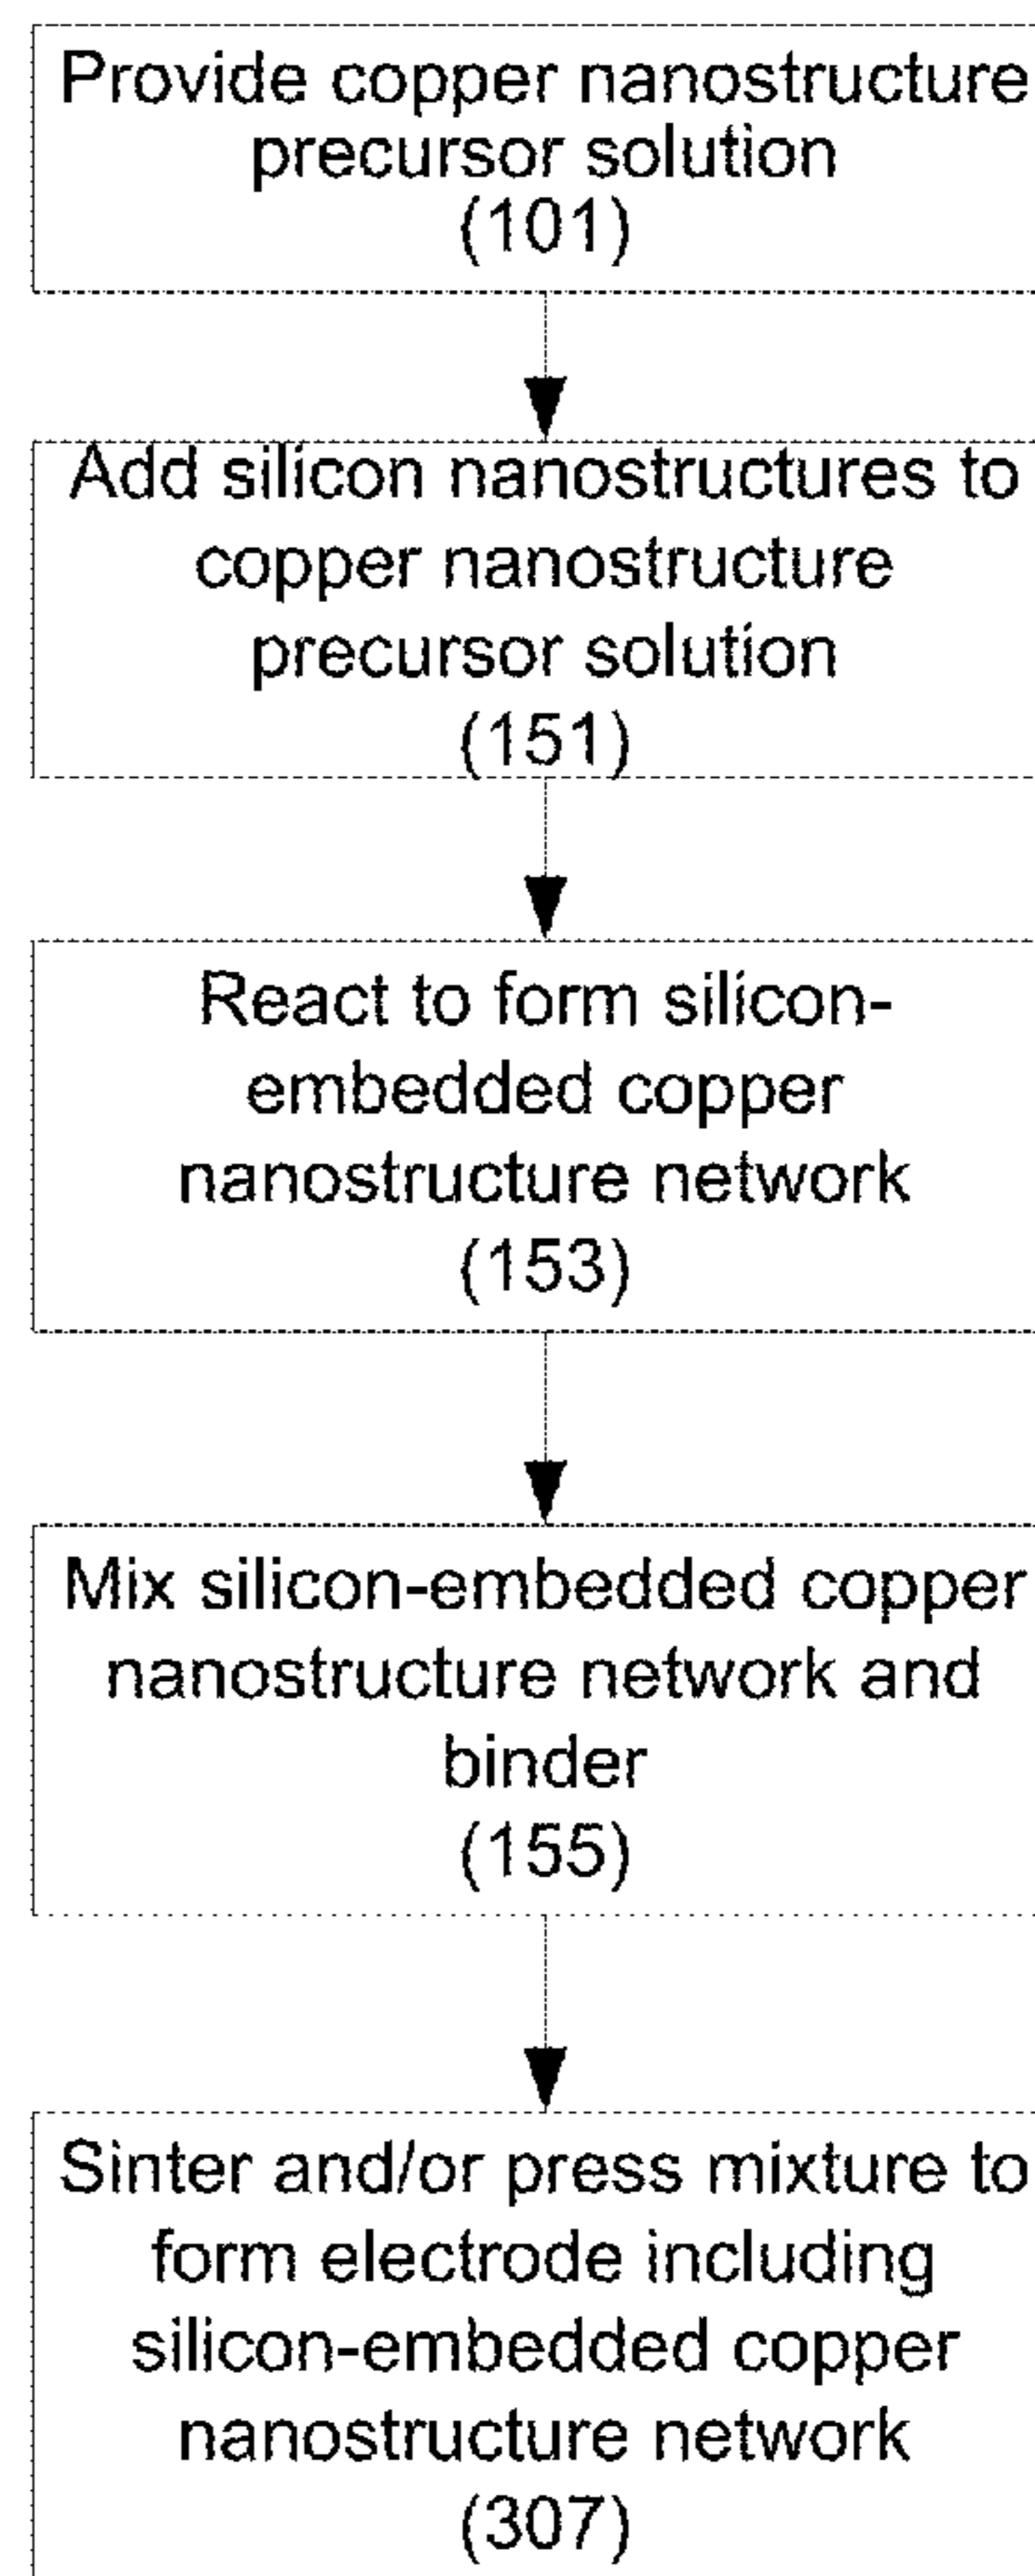 Provide copper nanostructure
precursor solution
(101)
Add silicon nanostructures to
copper nanostructure
precursor solution
(151)
React to form silicon-
embedded copper
nanostructure network
(153)
Mix silicon-embedded copper
nanostructure network and
binder
(155)
Sinter and/or press mixture to
form electrode including
silicon-embedded copper
nanostructure network
(307)